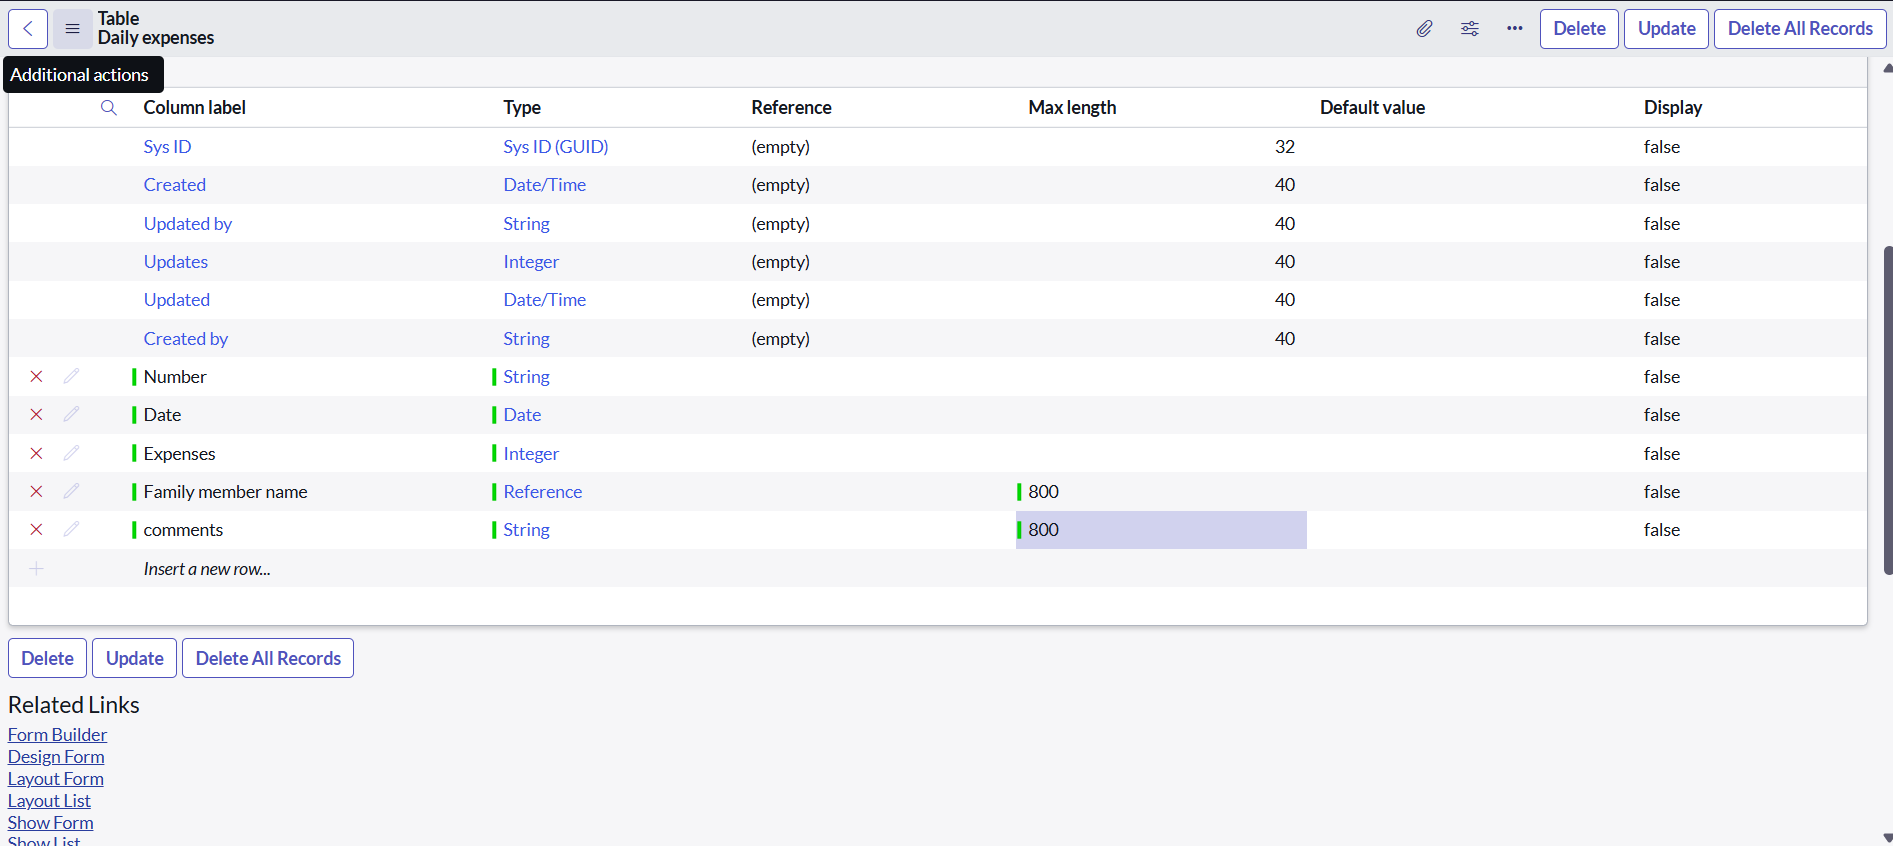 Table
Daily expenses
Delete Update Delete All Records
Additional actions
Column label Type Reference Max length Default value Display
Sys ID Sys ID (GUID) (empty) 32 false
Created Date/Time (empty) 40 false
Updated by String (empty) 40 false
Updates Integer (empty) 40 false
Updated Date/Time (empty) 40 false
Created by String (empty) 40 false
Number String false
Date Date false
Expenses Integer false
Family member name Reference 800 false
comments String 800 false
Insert a new row...
Delete Update Delete All Records
Related Links
Form Builder
Design Form
Layout Form
Layout List
Show Form
Show List